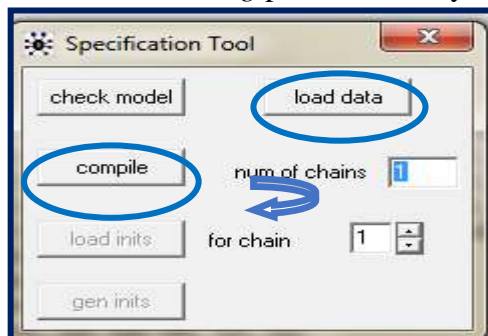 Specification Tool
check model load data
compile num of chains 1
load inits for chain 1
gen inits